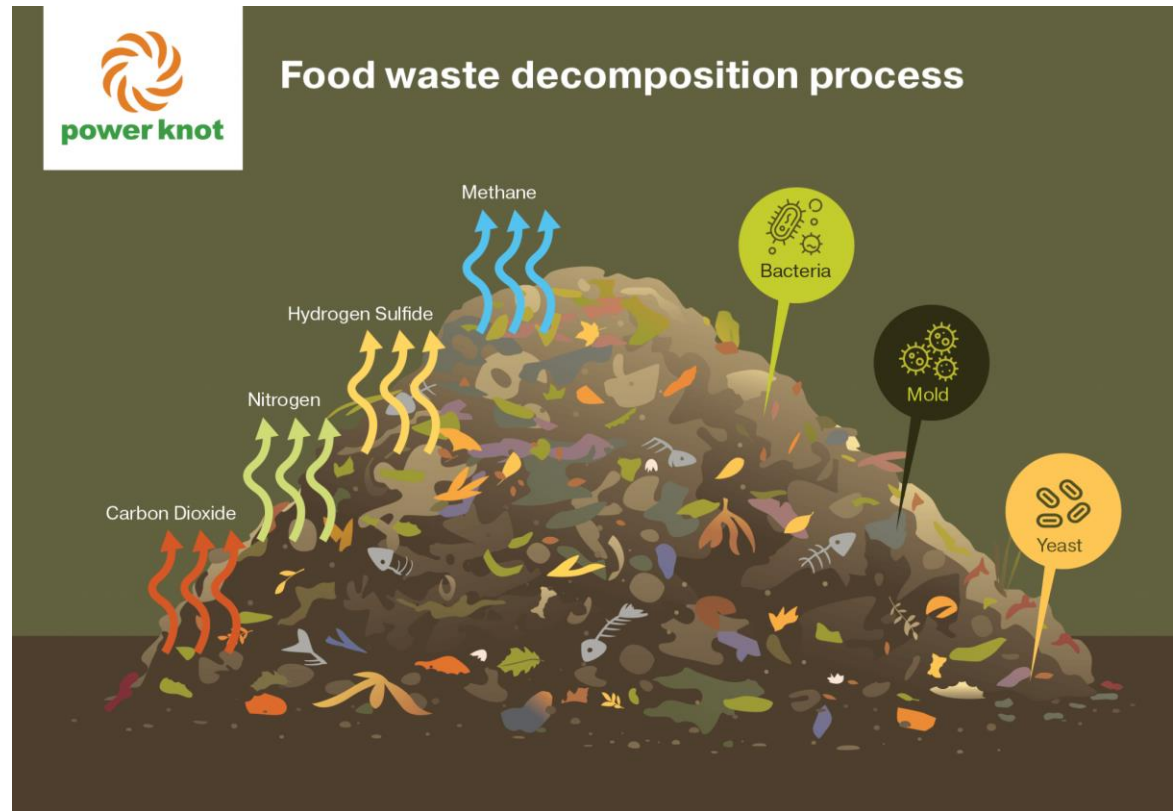 power knot
Food waste decomposition process
Methane
Bacteria
Hydrogen Sulfide
Mold
Nitrogen
Carbon Dioxide
Yeast